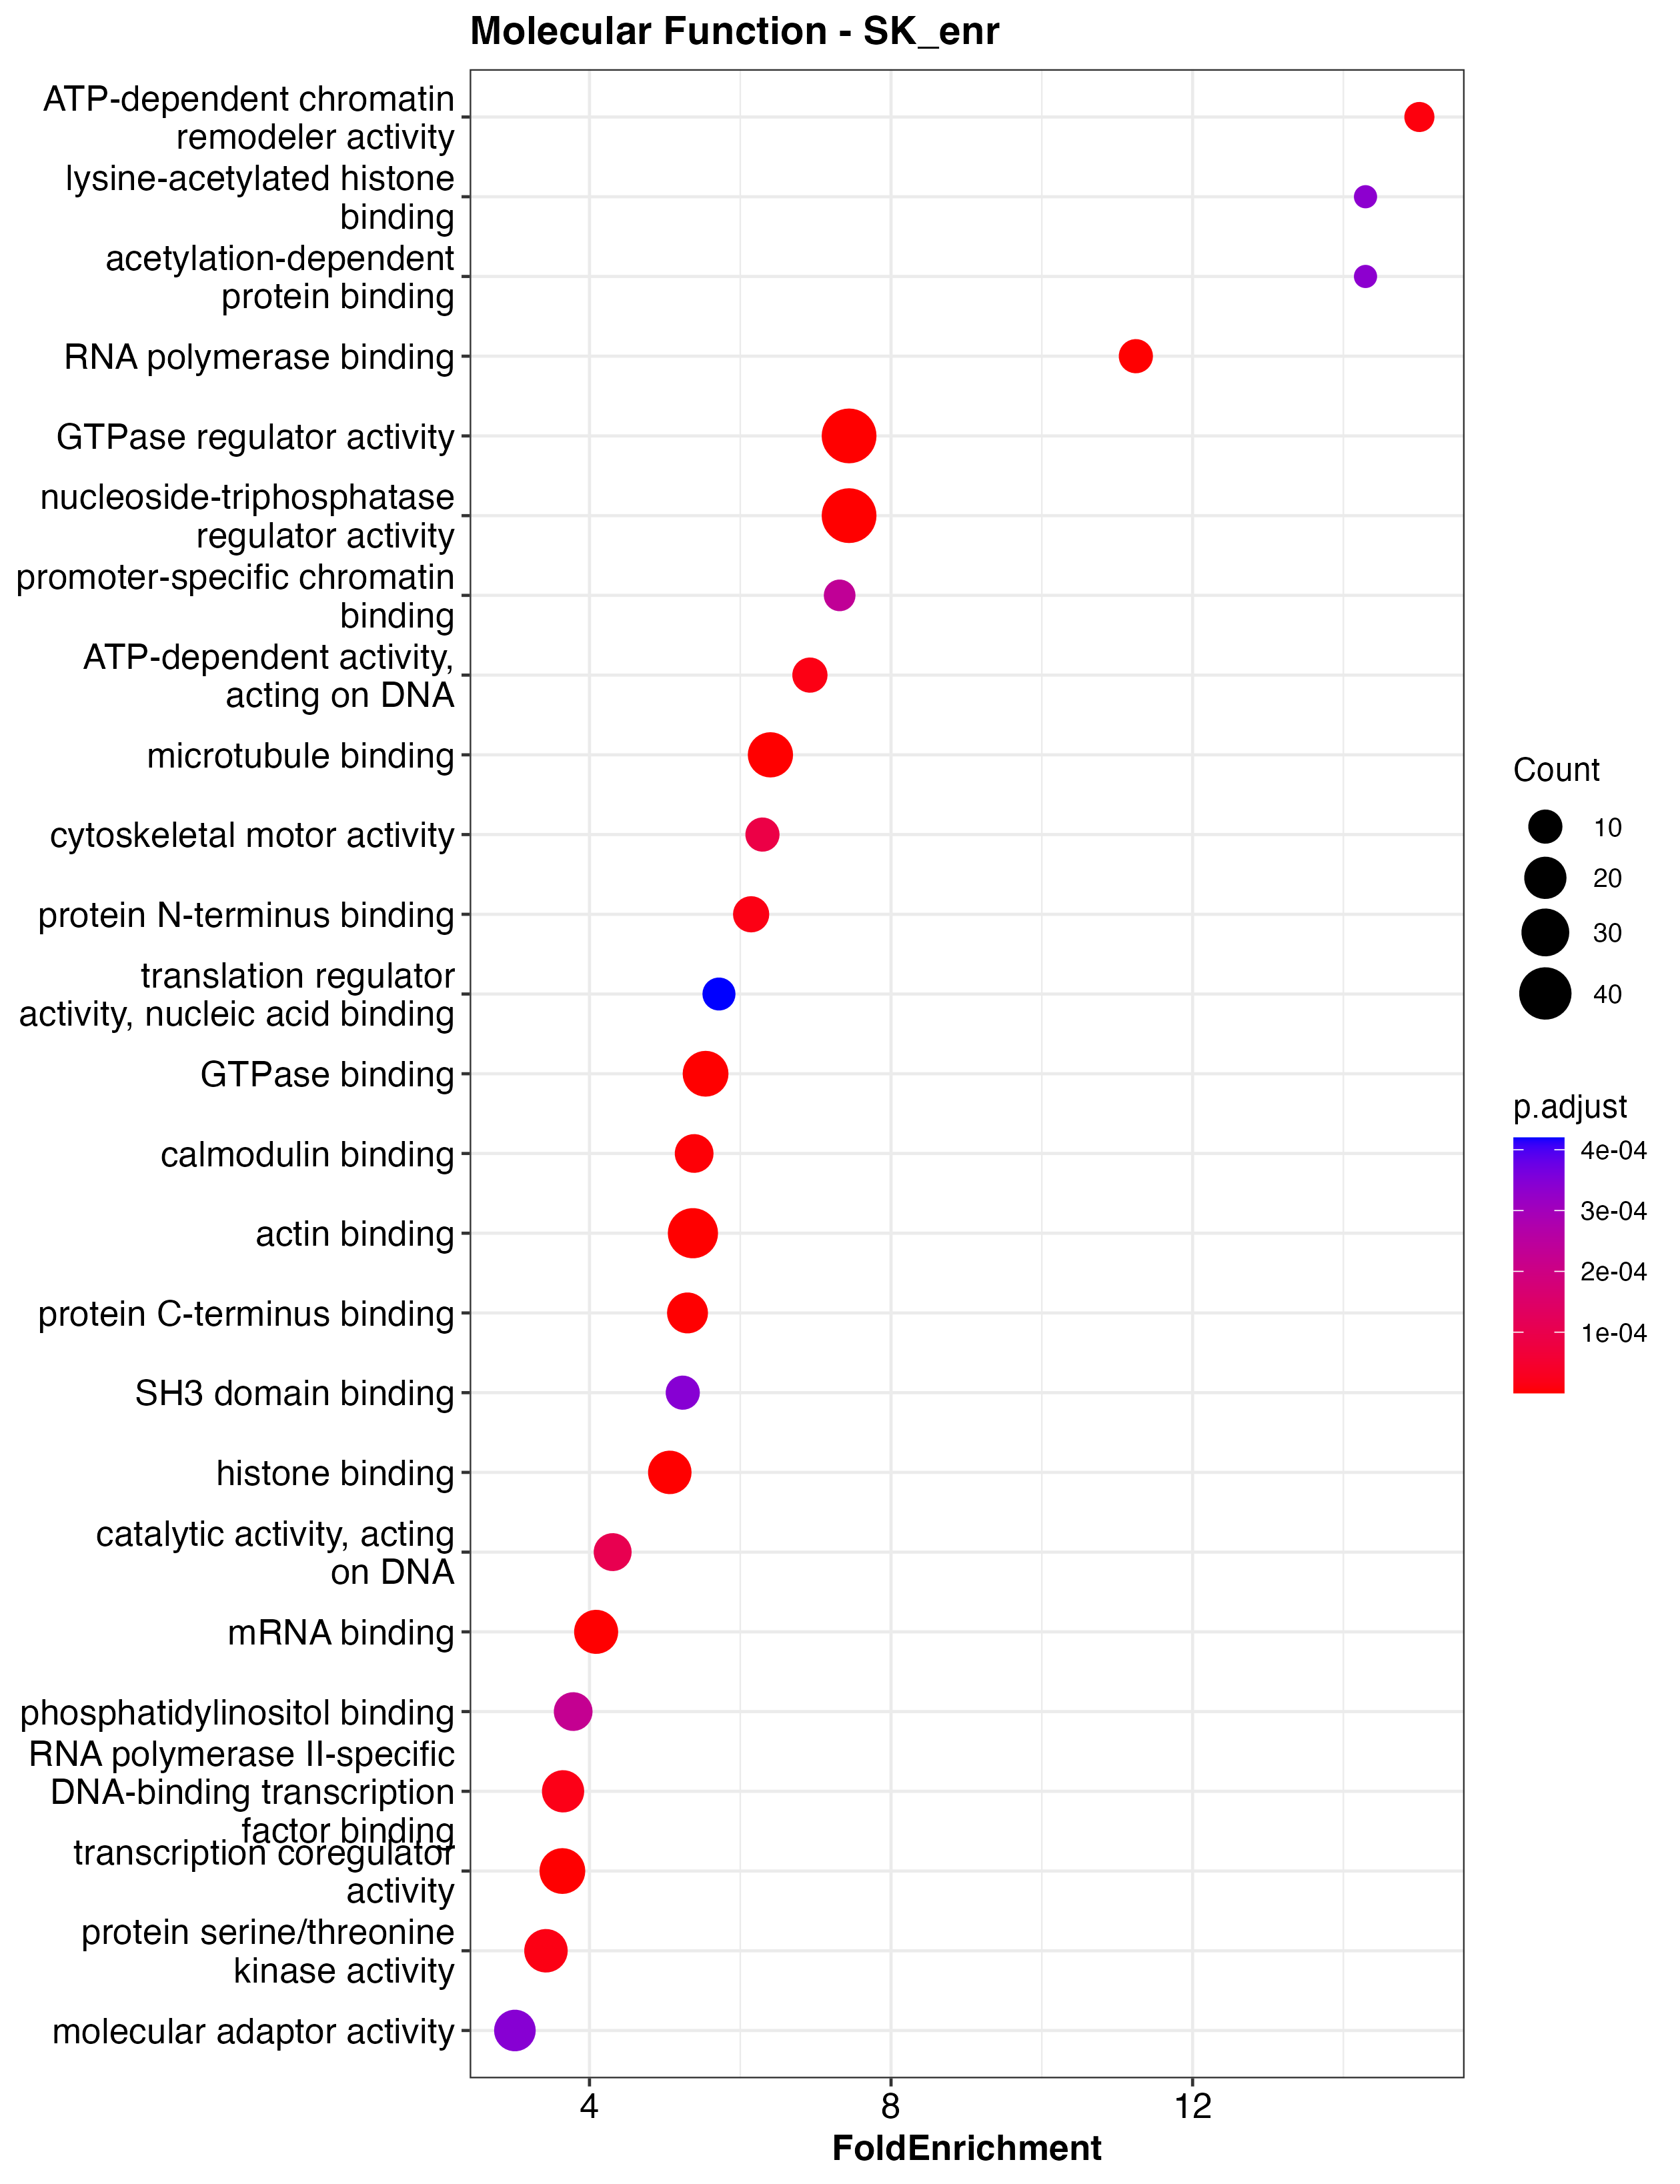 Molecular Function - SK_enr
ATP-dependent chromatin
remodeler activity
lysine-acetylated histone
binding
acetylation-dependent
protein binding
RNA polymerase binding
GTPase regulator activity
nucleoside-triphosphatase
regulator activity
promoter-specific chromatin
binding
ATP-dependent activity,
acting on DNA
microtubule binding
cytoskeletal motor activity
protein N-terminus binding
translation regulator
activity, nucleic acid binding
GTPase binding
calmodulin binding
actin binding
protein C-terminus binding
SH3 domain binding
histone binding
catalytic activity, acting
on DNA
mRNA binding
phosphatidylinositol binding
RNA polymerase II-specific
DNA-binding transcription
factor binding
transcription coregulator
activity
protein serine/threonine
kinase activity
molecular adaptor activity
4 8 12
FoldEnrichment
Count
10
20
30
40
p.adjust
4e-04
3e-04
2e-04
1e-04